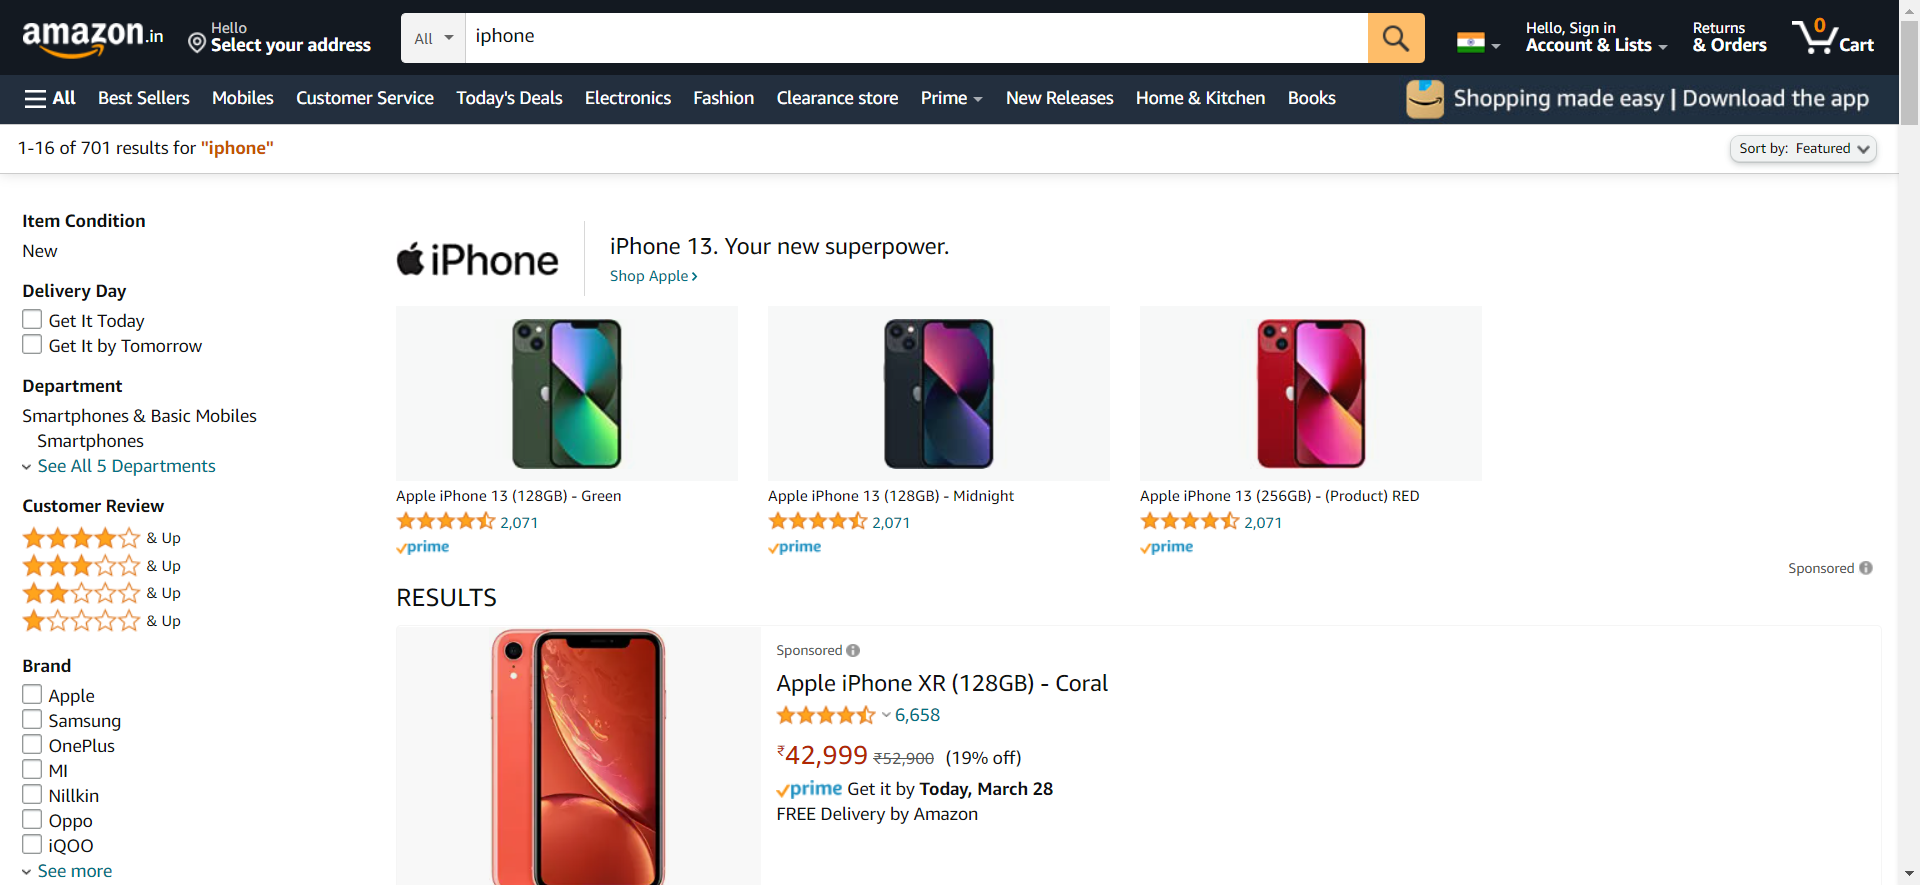 amazon.in
Hello
Select your address
All
iphone
Hello, Sign in
Account & Lists
Returns
& Orders
0
Cart
All
Best Sellers
Mobiles
Customer Service
Today's Deals
Electronics
Fashion
Clearance store
Prime
New Releases
Home & Kitchen
Books
Shopping made easy | Download the app
1-16 of 701 results for "iphone"
Sort by: Featured
Item Condition
New
Delivery Day
Get It Today
Get It by Tomorrow
Department
Smartphones & Basic Mobiles
Smartphones
See All 5 Departments
Customer Review
& Up
& Up
& Up
& Up
Brand
Apple
Samsung
OnePlus
MI
Nillkin
Oppo
iQOO
See more
iPhone
iPhone 13. Your new superpower.
Shop Apple ›
Apple iPhone 13 (128GB) - Green
2,071
prime
Apple iPhone 13 (128GB) - Midnight
2,071
prime
Apple iPhone 13 (256GB) - (Product) RED
2,071
prime
Sponsored
RESULTS
Sponsored
Apple iPhone XR (128GB) - Coral
6,658
₹42,999 ₹52,900 (19% off)
prime Get it by Today, March 28
FREE Delivery by Amazon